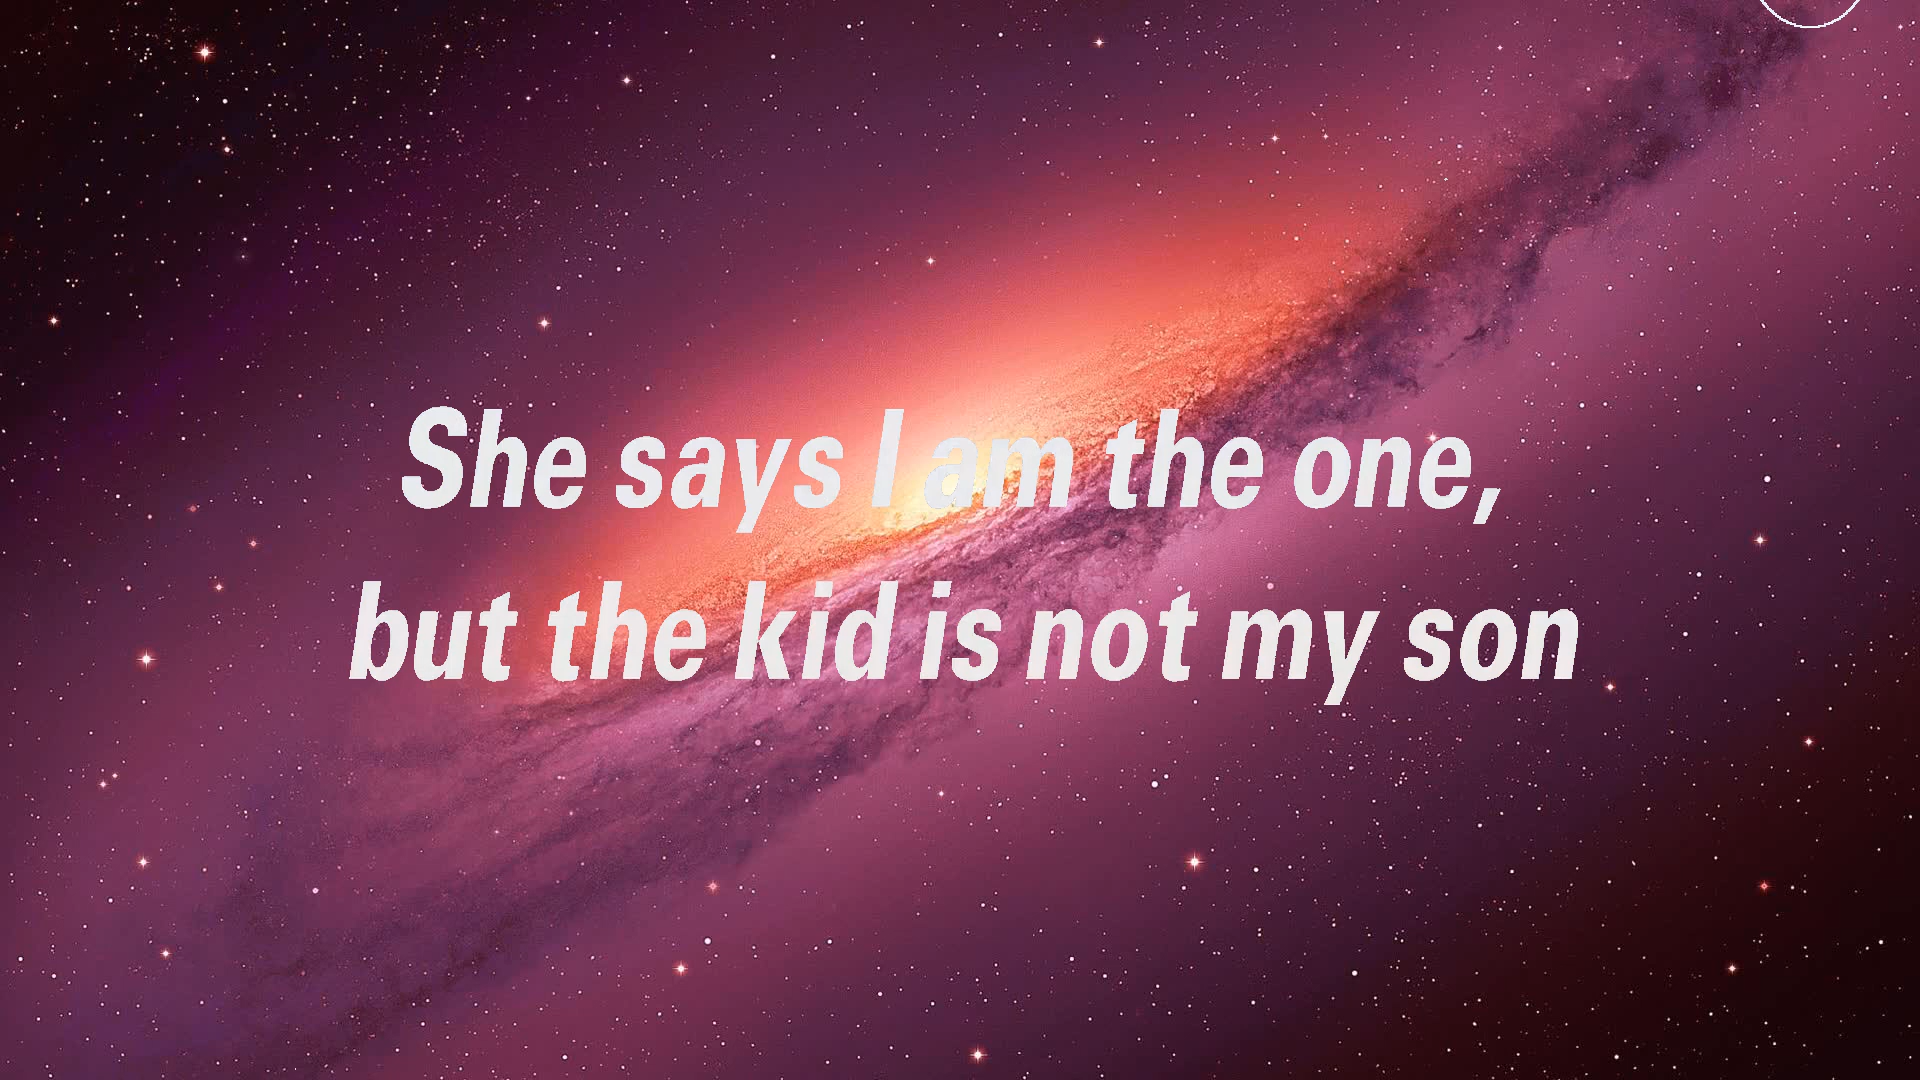 She says I am the one,
but the kid is not my son